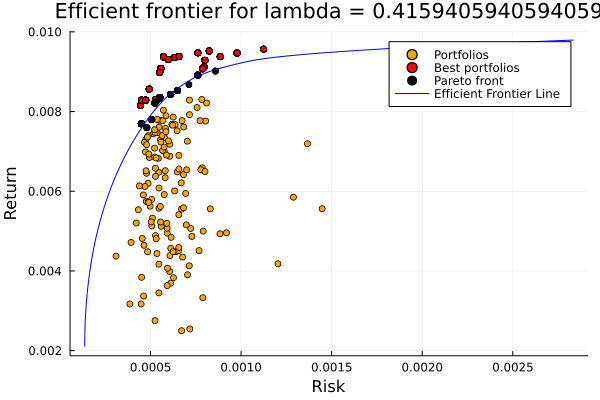 Efficient frontier for lambda = 0.4159405940594059
0.010
0.008
0.006
0.004
0.002
Return
Portfolios
Best portfolios
Pareto front
Efficient Frontier Line
0.0005
0.0010
0.0015
0.0020
0.0025
Risk